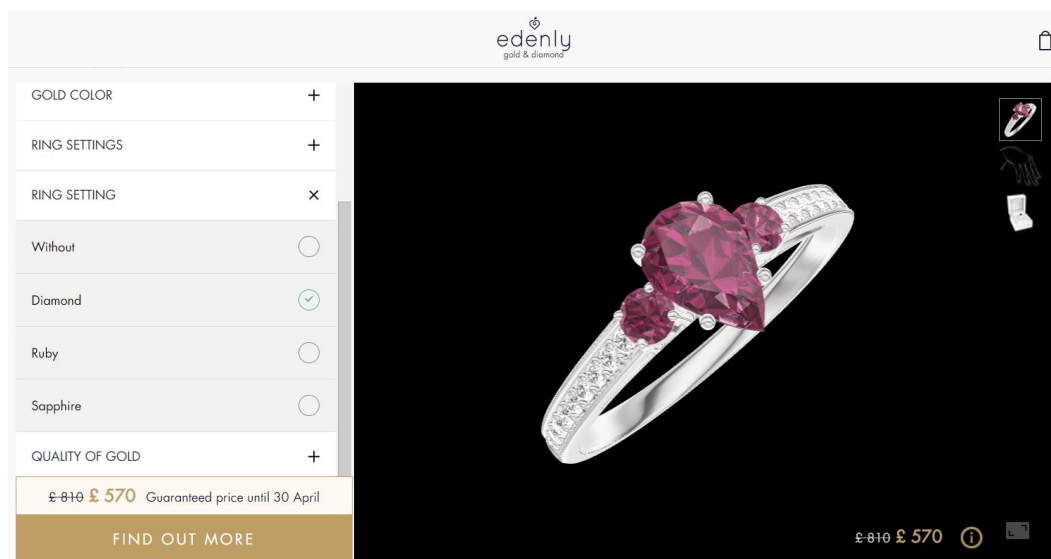 edenly
gold & diamond
GOLD COLOR +
RING SETTINGS +
RING SETTING ×
Without
Diamond
Ruby
Sapphire
QUALITY OF GOLD +
£ 810 £ 570 Guaranteed price until 30 April
FIND OUT MORE
£ 810 £ 570 i